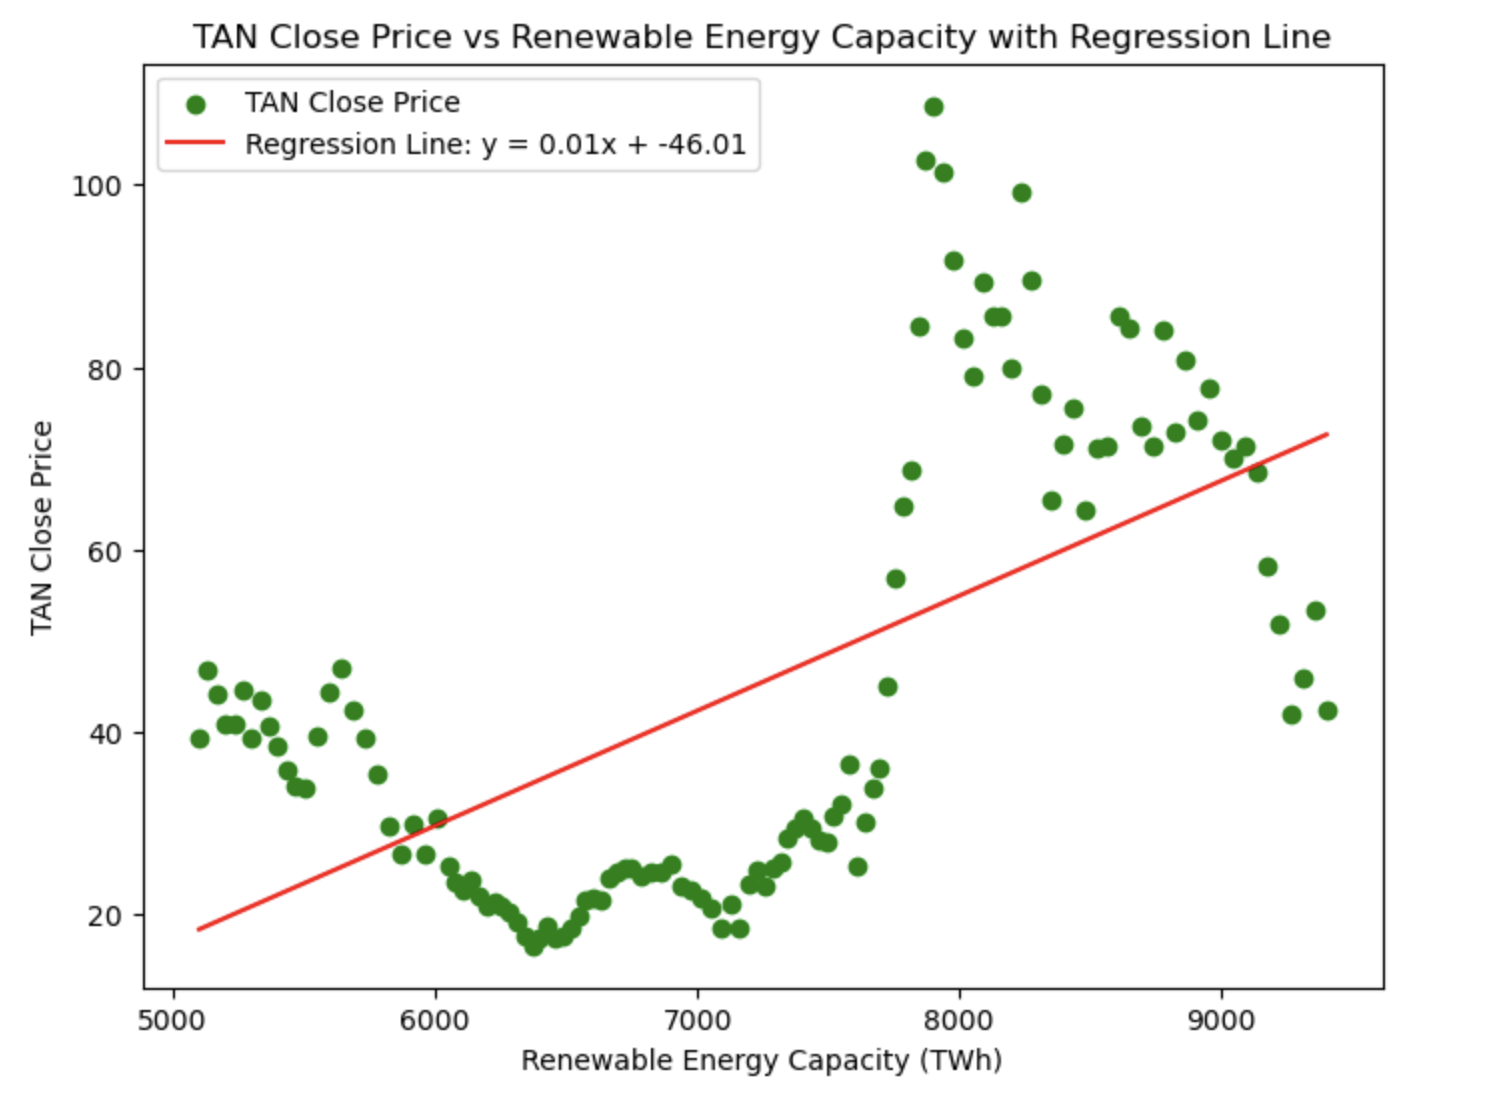 TAN Close Price vs Renewable Energy Capacity with Regression Line
TAN Close Price
Regression Line: y = 0.01x + -46.01
100
80
60
40
20
TAN Close Price
5000 6000 7000 8000 9000
Renewable Energy Capacity (TWh)